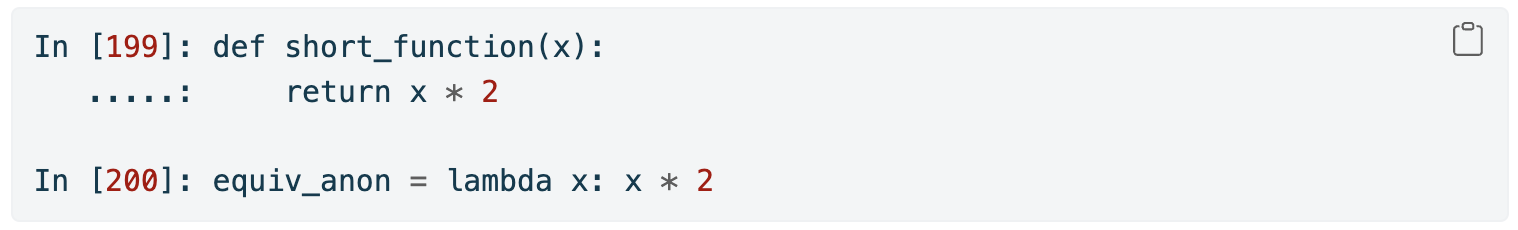 In [199]: def short_function(x):
   .....:     return x * 2
In [200]: equiv_anon = lambda x: x * 2